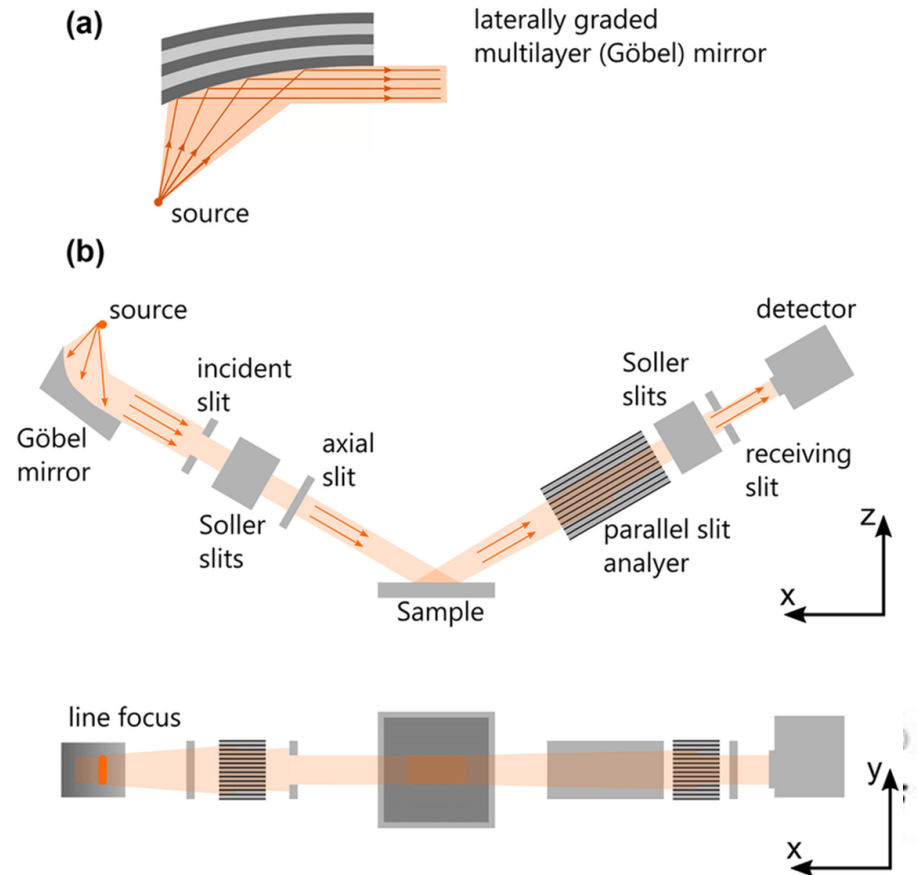 (a)
laterally graded
multilayer (Göbel) mirror
source
(b)
source
detector
incident
slit
Soller
slits
axial
slit
Göbel
mirror
receiving
slit
Soller
slits
parallel slit
analyer
z
x
Sample
line focus
y
x